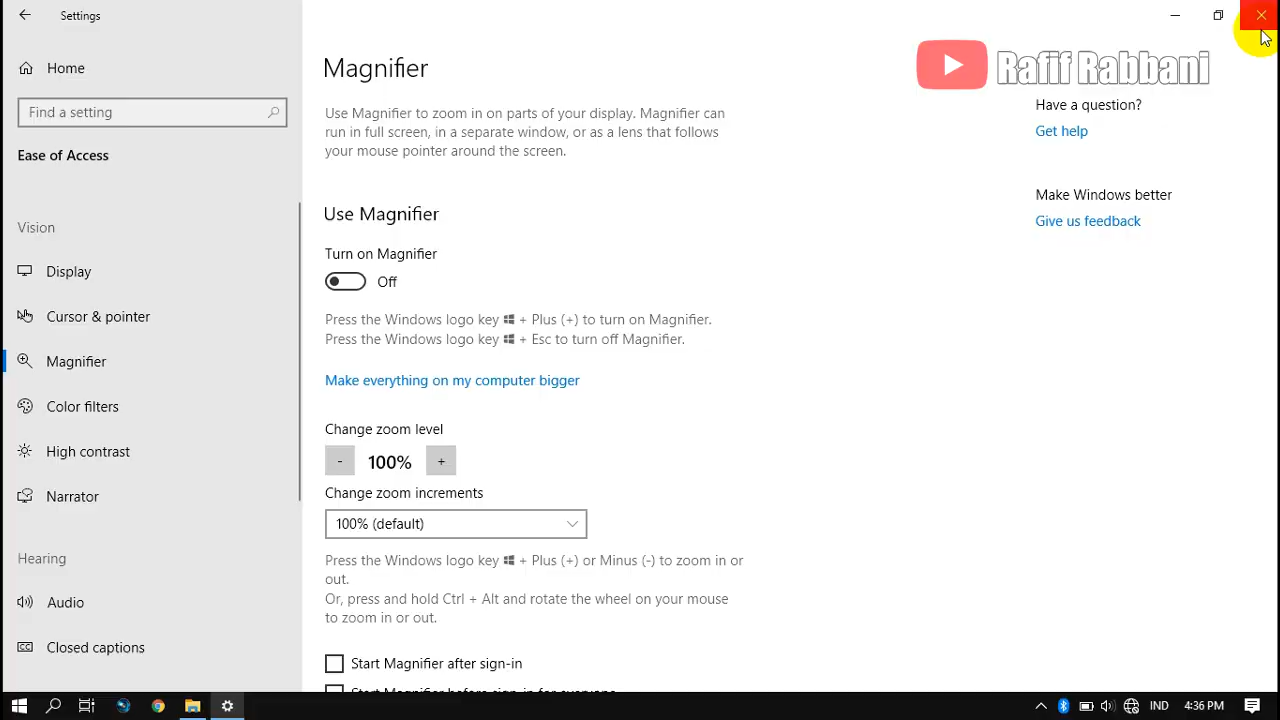 Settings
Home
Find a setting
Ease of Access
Vision
Display
Cursor & pointer
Magnifier
Color filters
High contrast
Narrator
Hearing
Audio
Closed captions
Magnifier
Use Magnifier to zoom in on parts of your display. Magnifier can
run in full screen, in a separate window, or as a lens that follows
your mouse pointer around the screen.
Use Magnifier
Turn on Magnifier
Off
Press the Windows logo key + Plus (+) to turn on Magnifier.
Press the Windows logo key + Esc to turn off Magnifier.
Make everything on my computer bigger
Change zoom level
- 100% +
Change zoom increments
100% (default)
Press the Windows logo key + Plus (+) or Minus (-) to zoom in or
out.
Or, press and hold Ctrl + Alt and rotate the wheel on your mouse
to zoom in or out.
Start Magnifier after sign-in
Start Magnifier before sign-in for everyone
Rafif Rabbani
Have a question?
Get help
Make Windows better
Give us feedback
IND
4:36 PM